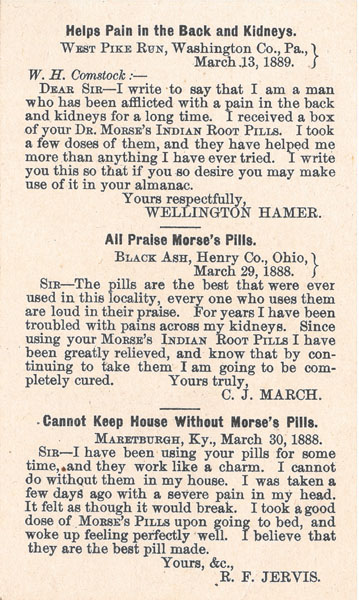 Helps Pain in the Back and Kidneys.
WEST PIKE RUN, Washington Co., Pa., }
March 13, 1889.
W. H. Comstock :—
DEAR SIR—I write to say that I am a man
who has been afflicted with a pain in the back
and kidneys for a long time. I received a box
of your DR. MORSE'S INDIAN ROOT PILLS. I took
a few doses of them, and they have helped me
more than anything I have ever tried. I write
you this so that if you so desire you may make
use of it in your almanac.
Yours respectfully,
WELLINGTON HAMER.
All Praise Morse's Pills.
BLACK ASH, Henry Co., Ohio, }
March 29, 1888.
SIR—The pills are the best that were ever
used in this locality, every one who uses them
are loud in their praise. For years I have been
troubled with pains across my kidneys. Since
using your MORSE'S INDIAN ROOT PILLS I have
been greatly relieved, and know that by con-
tinuing to take them I am going to be com-
pletely cured. Yours truly,
C. J. MARCH.
Cannot Keep House Without Morse's Pills.
MARETBURGH, Ky., March 30, 1888.
SIR—I have been using your pills for some
time, and they work like a charm. I cannot
do without them in my house. I was taken a
few days ago with a severe pain in my head.
It felt as though it would break. I took a good
dose of MORSE'S PILLS upon going to bed, and
woke up feeling perfectly well. I believe that
they are the best pill made.
Yours, &c.,
R. F. JERVIS.